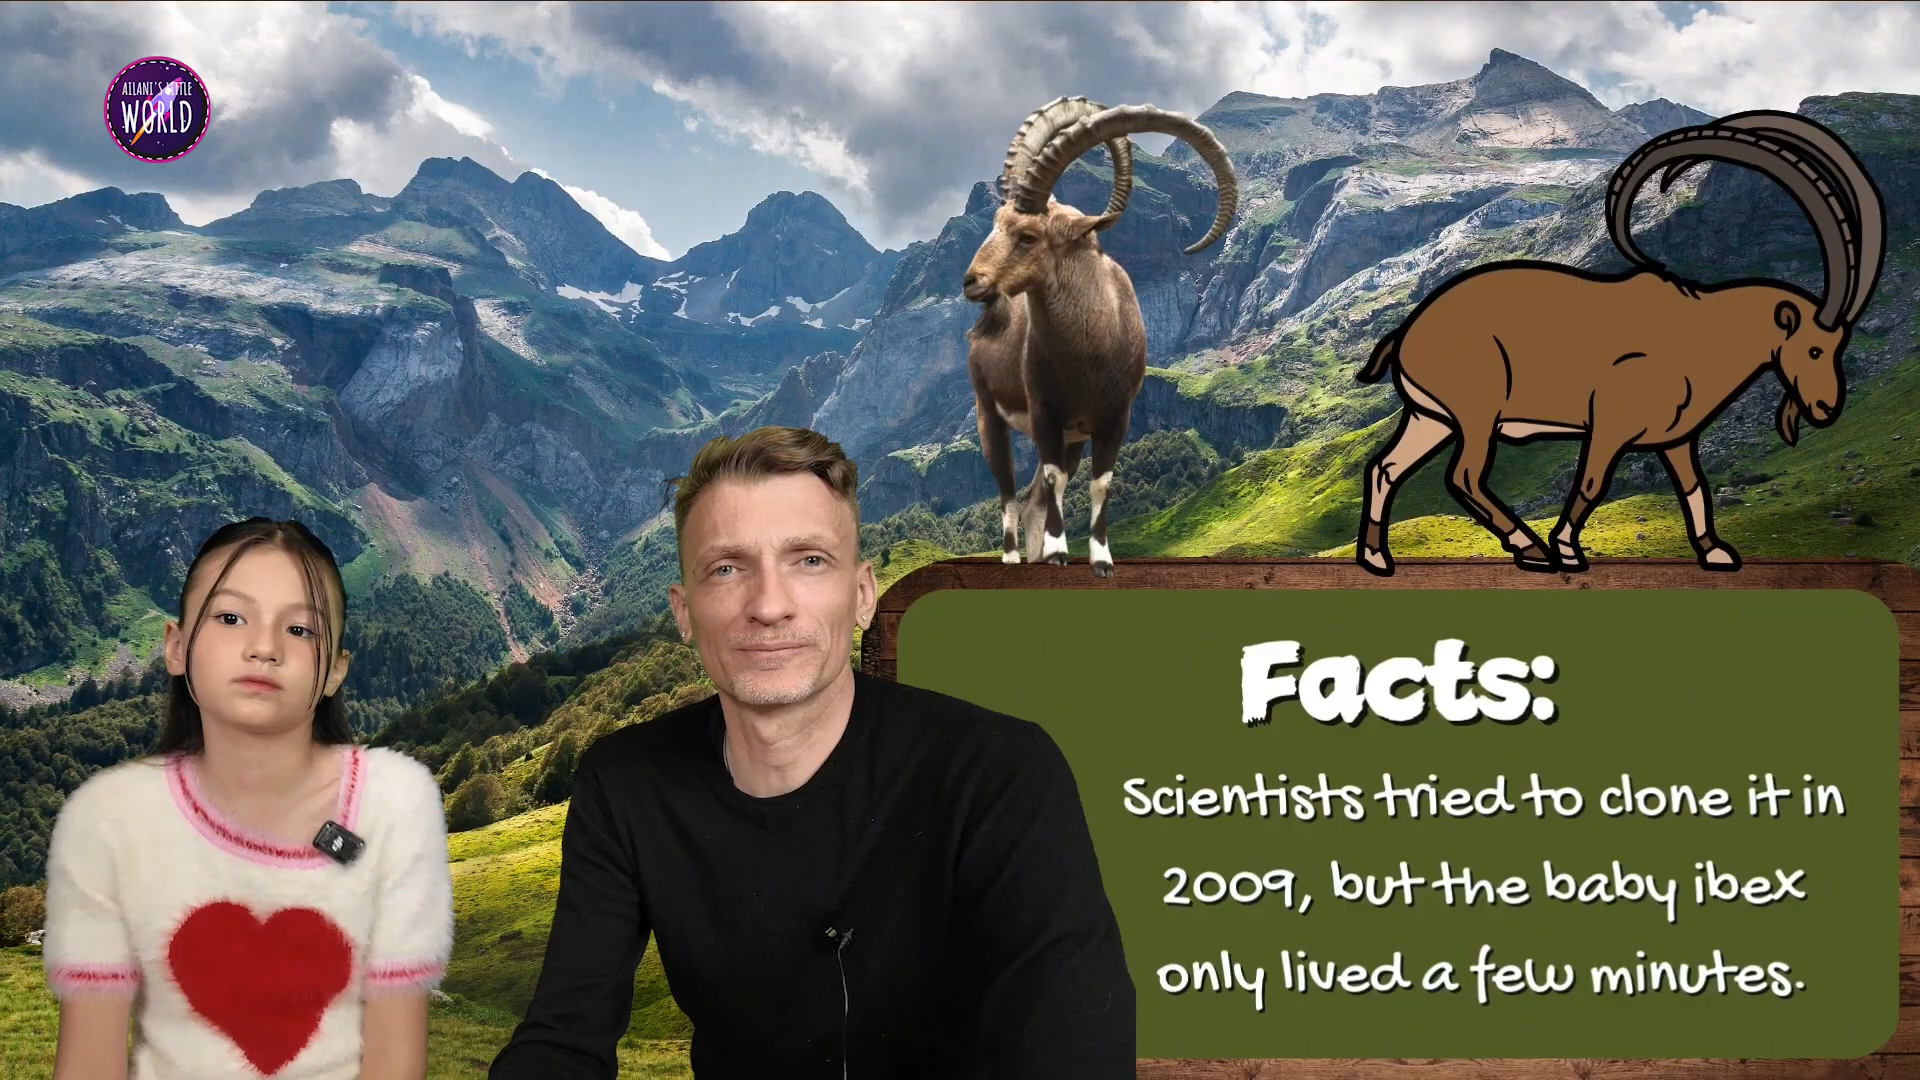 AILANI'S LITTLE
WORLD
Facts:
Scientists tried to clone it in
2009, but the baby ibex
only lived a few minutes.